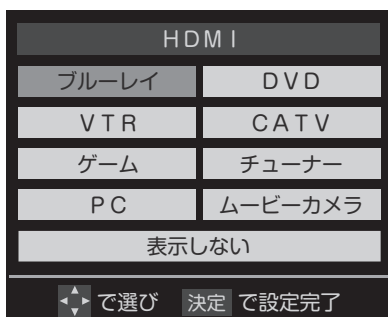 HDMI
ブルーレイ DVD
VTR CATV
ゲーム チューナー
PC ムービーカメラ
表示しない
で選び 決定 で設定完了